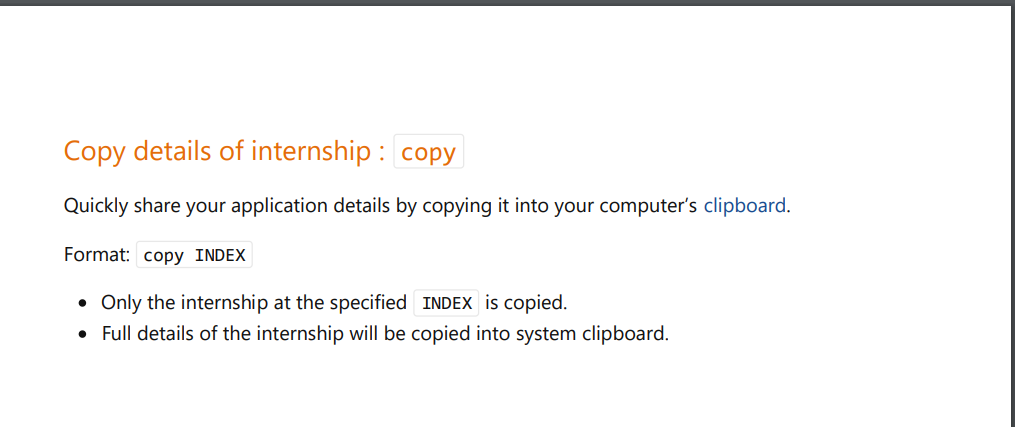 Copy details of internship : copy
Quickly share your application details by copying it into your computer’s clipboard.
Format: copy INDEX
• Only the internship at the specified INDEX is copied.
• Full details of the internship will be copied into system clipboard.